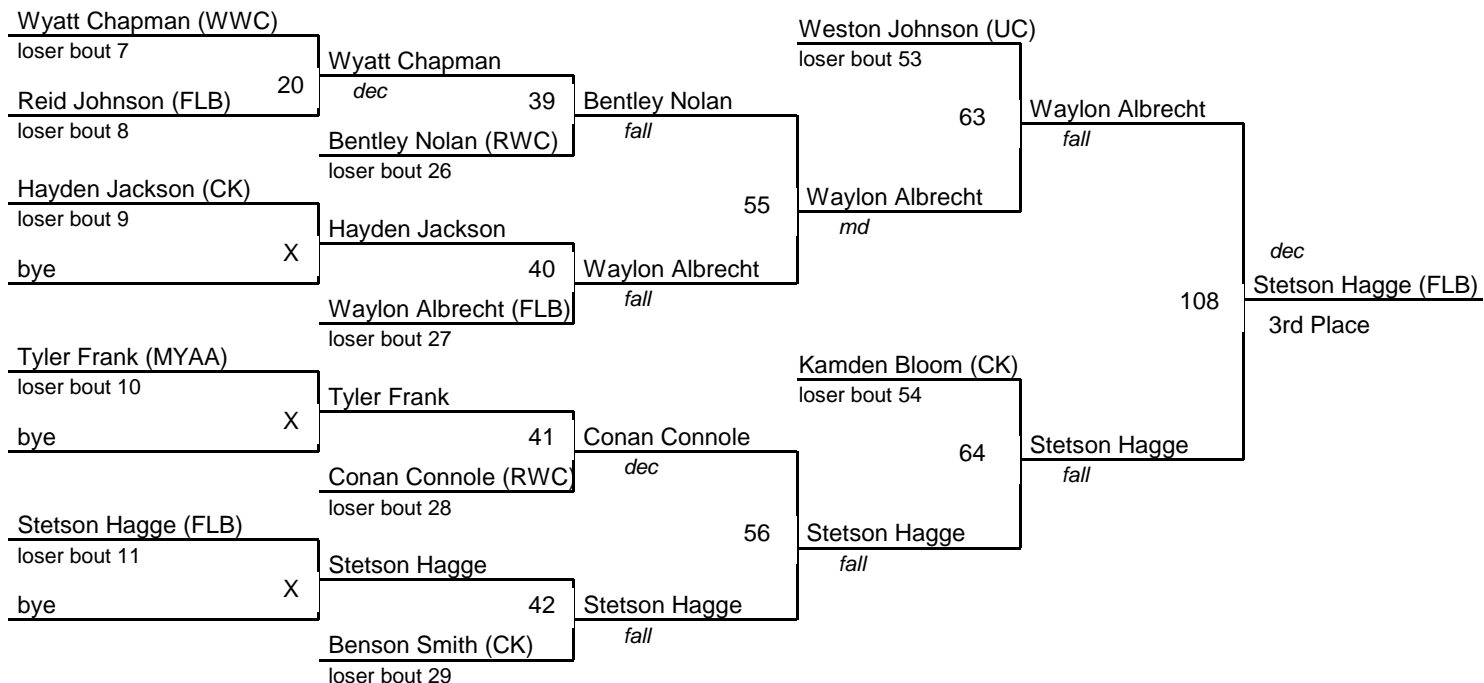 Wyatt Chapman (WWC)
loser bout 7
20
Reid Johnson (FLB)
loser bout 8
Hayden Jackson (CK)
loser bout 9
X
bye
Tyler Frank (MYAA)
loser bout 10
X
bye
Stetson Hagge (FLB)
loser bout 11
X
bye
Wyatt Chapman
dec
39
Bentley Nolan (RWC)
loser bout 26
Hayden Jackson
40
Waylon Albrecht (FLB)
loser bout 27
Tyler Frank
41
Conan Connole (RWC)
loser bout 28
Stetson Hagge
42
Benson Smith (CK)
loser bout 29
Bentley Nolan
fall
55
Waylon Albrecht
fall
Conan Connole
dec
56
Stetson Hagge
fall
Weston Johnson (UC)
loser bout 53
63
Waylon Albrecht
md
Kamden Bloom (CK)
loser bout 54
64
Stetson Hagge
fall
Waylon Albrecht
fall
108
Stetson Hagge
fall
dec
Stetson Hagge (FLB)
3rd Place